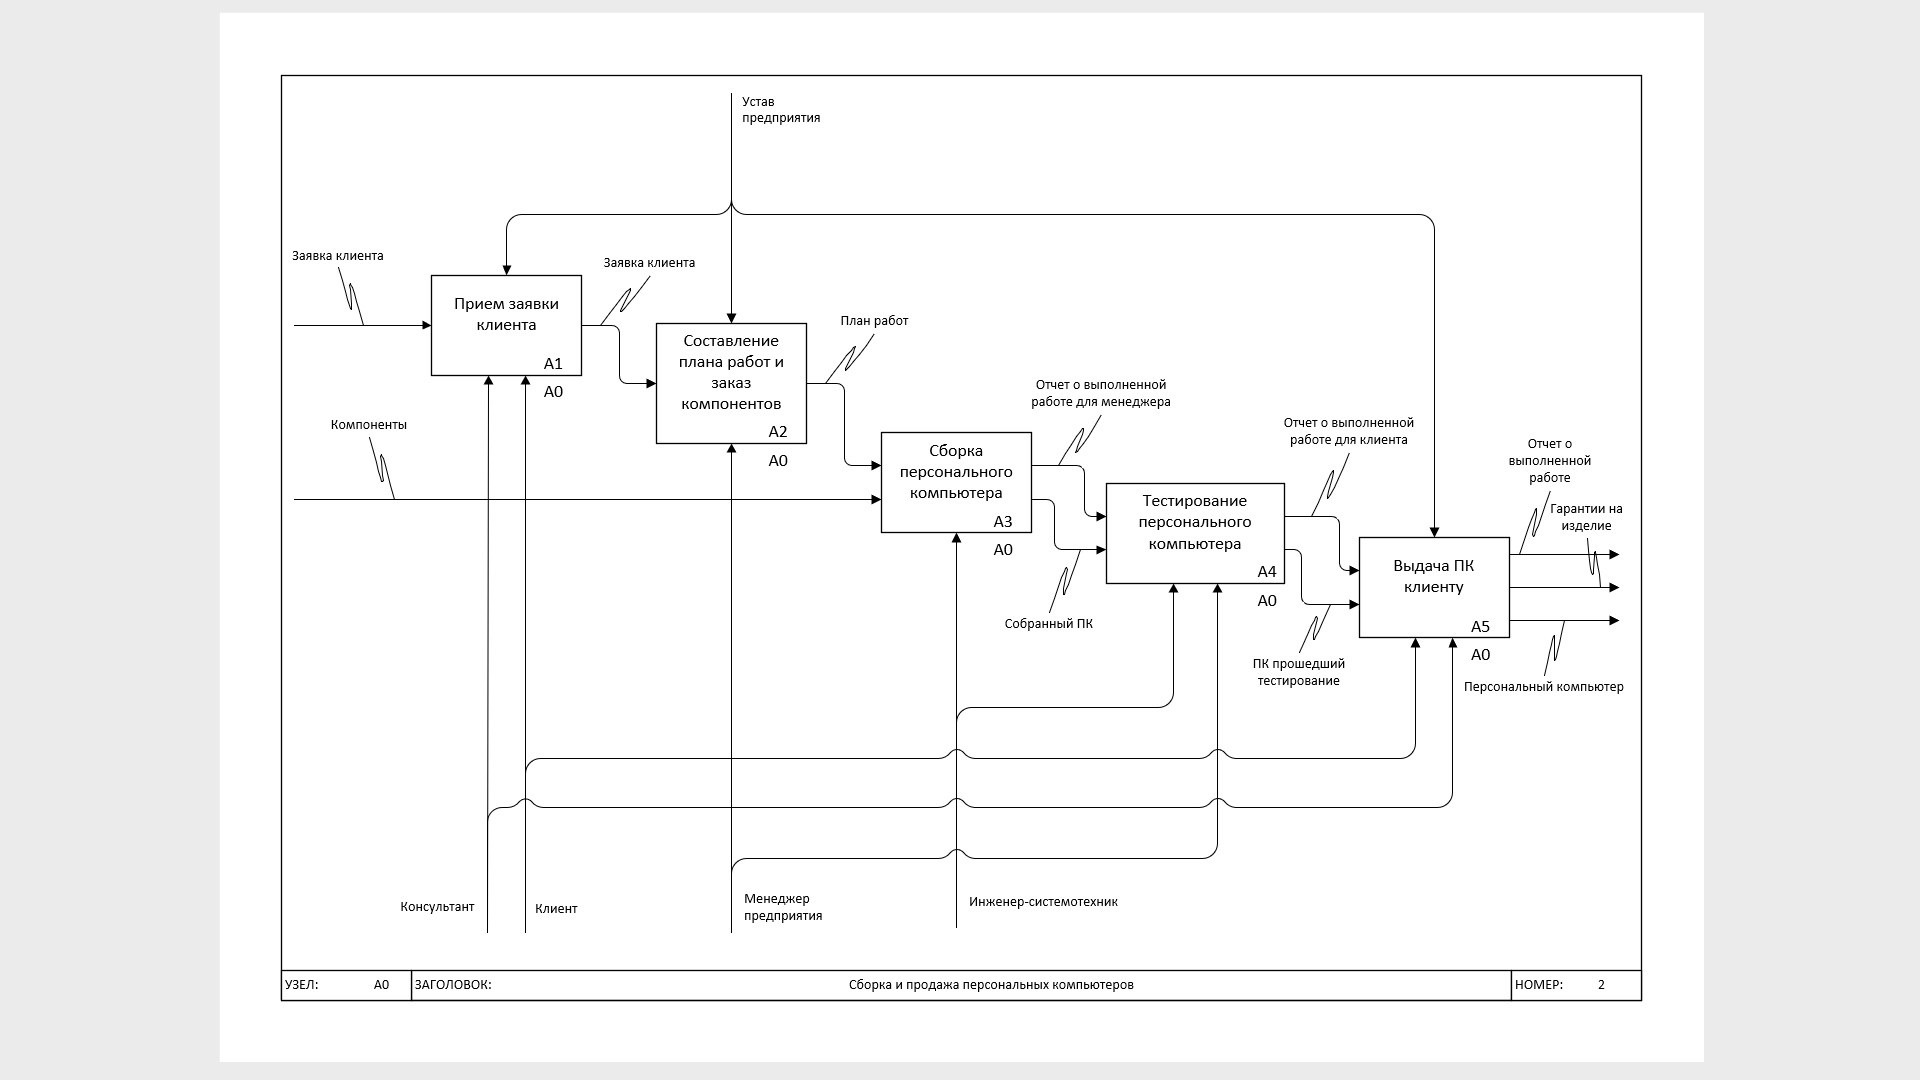 Устав
предприятия
Заявка клиента
Заявка клиента
Прием заявки
клиента
A1
A0
План работ
Составление
плана работ и
заказ
компонентов
A2
A0
Компоненты
Отчет о выполненной
работе для менеджера
Сборка
персонального
компьютера
A3
A0
Отчет о выполненной
работе для клиента
Тестирование
персонального
компьютера
A4
A0
Собранный ПК
Отчет о
выполненной
работе
Гарантии на
изделие
Выдача ПК
клиенту
A5
A0
ПК прошедший
тестирование
Персональный компьютер
Консультант
Клиент
Менеджер
предприятия
Инженер-системотехник
УЗЕЛ: A0 ЗАГОЛОВОК: Сборка и продажа персональных компьютеров НОМЕР: 2